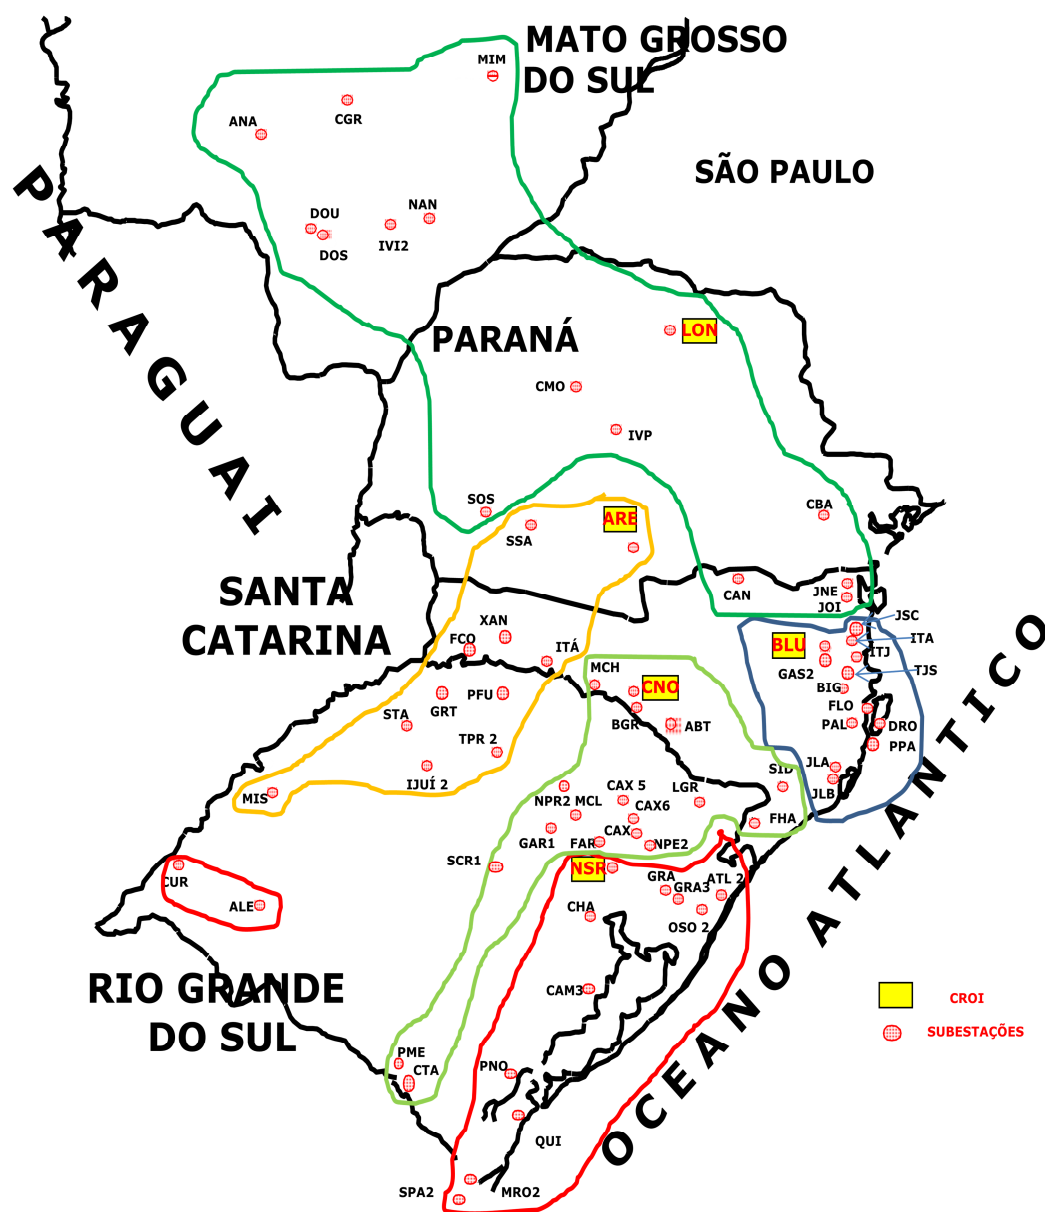 MATO GROSSO
DO SUL
MIM
CGR
ANA
SÃO PAULO
PARAGUAI
NAN
DOU
IVI2
DOS
LON
PARANÁ
CMO
IVP
SOS
CBA
ARE
SSA
SANTA
CATARINA
CAN
JNE
JOI
JSC
XAN
FCO
ITÁ
ITA
ITJ
BLU
MCH
GAS2
TJS
CNO
BIG
GRT
PFU
STA
FLO
BGR
ABT
PAL
DRO
TPR 2
PPA
JLA
SID
IJUÍ 2
CAX 5
LGR
JLB
MIS
NPR2
MCL
CAX6
FHA
CAX
GAR1
FAR
NPE2
SCR1
NSR
GRA
ATL 2
CUR
GRA3
ALE
CHA
OSO 2
OCEANO ATLANTICO
RIO GRANDE
DO SUL
CAM3
CROI
SUBESTAÇÕES
PME
CTA
PNO
QUI
SPA2
MRO2